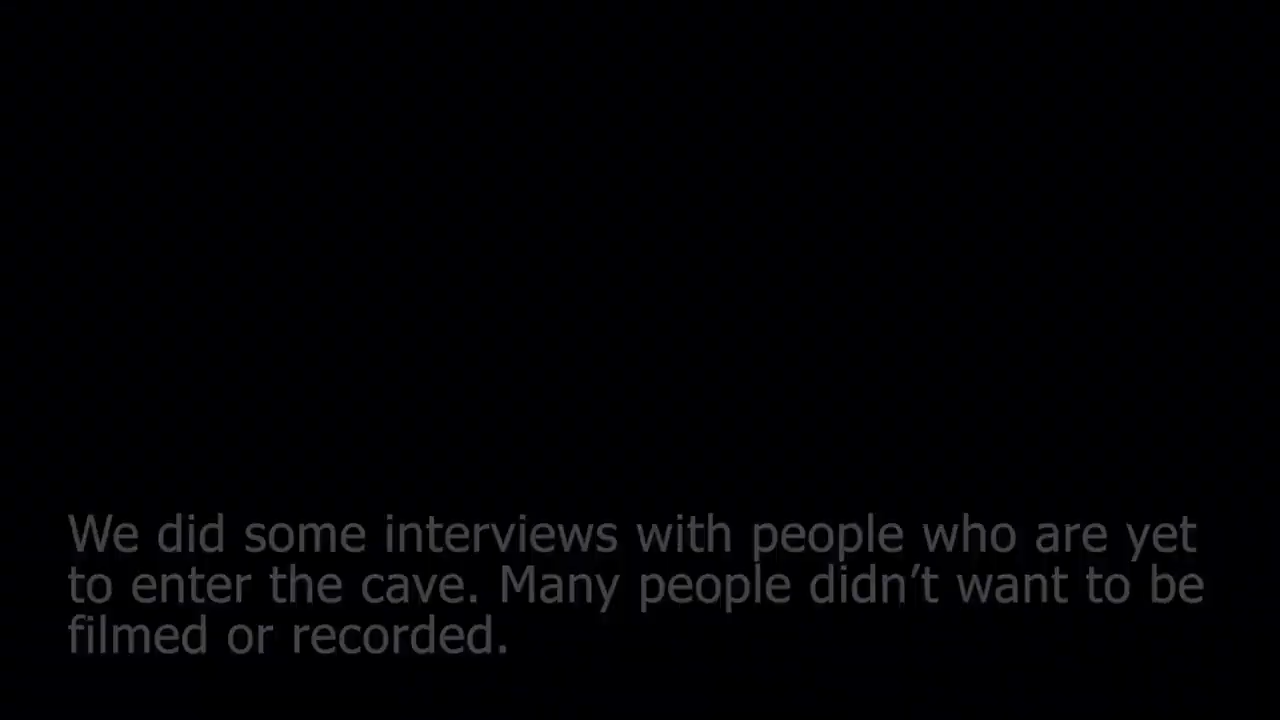 We did some interviews with people who are yet
to enter the cave. Many people didn’t want to be
filmed or recorded.